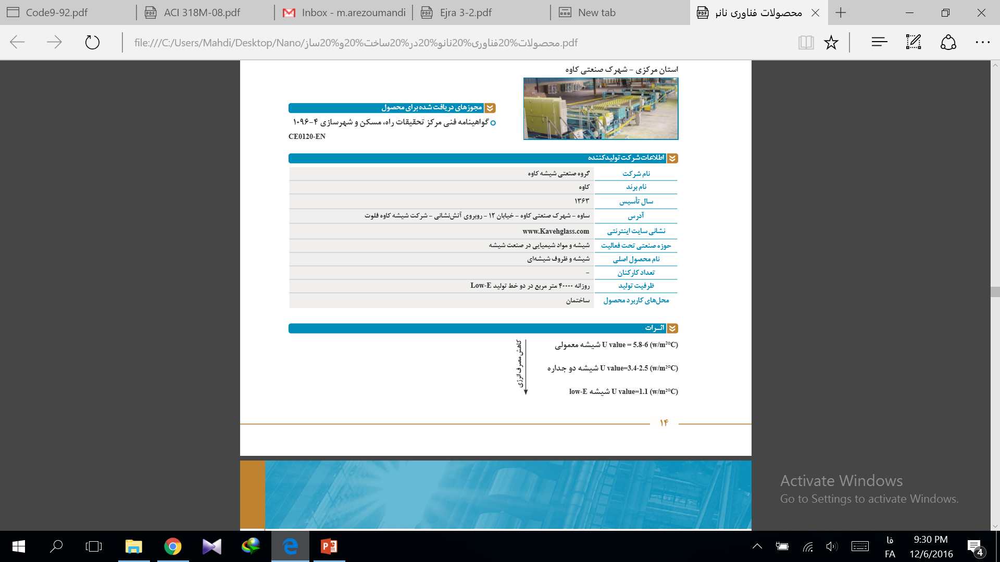 Code9-92.pdf
ACI 318M-08.pdf
Inbox - m.arezoumandi
Ejra 3-2.pdf
New tab
محصولات فناوری نانو
file:///C:/Users/Mahdi/Desktop/Nano/محصولات%20فناوری%20نانو%20در%20ساخت%20و%20ساز.pdf
استان مرکزی - شهرک صنعتی کاوه
مجوزهای دریافت شده برای محصول
گواهینامه فنی مرکز تحقیقات راه، مسکن و شهرسازی ۴-۱۰۹۶
CE0120-EN
اطلاعات شرکت تولیدکننده
نام شرکت گروه صنعتی شیشه کاوه
نام برند کاوه
سال تأسیس ۱۳۶۳
آدرس ساوه - شهرک صنعتی کاوه - خیابان ۱۲ - روبروی آتش‌نشانی - شرکت شیشه کاوه فلوت
نشانی سایت اینترنتی www.Kavehglass.com
حوزه صنعتی تحت فعالیت شیشه و مواد شیمیایی در صنعت شیشه
نام محصول اصلی شیشه و ظروف شیشه‌ای
تعداد کارکنان -
ظرفیت تولید روزانه ۴۰۰۰۰ متر مربع در دو خط تولید Low-E
محل‌های کاربرد محصول ساختمان
اثــرات
شیشه معمولی U value = 5.8-6 (w/m²°C)
شیشه دو جداره U value=3.4-2.5 (w/m²°C)
low-E شیشه U value=1.1 (w/m²°C)
کاهش مصرف انرژی
۱۴
Activate Windows
Go to Settings to activate Windows.
فا
FA
9:30 PM
12/6/2016
4